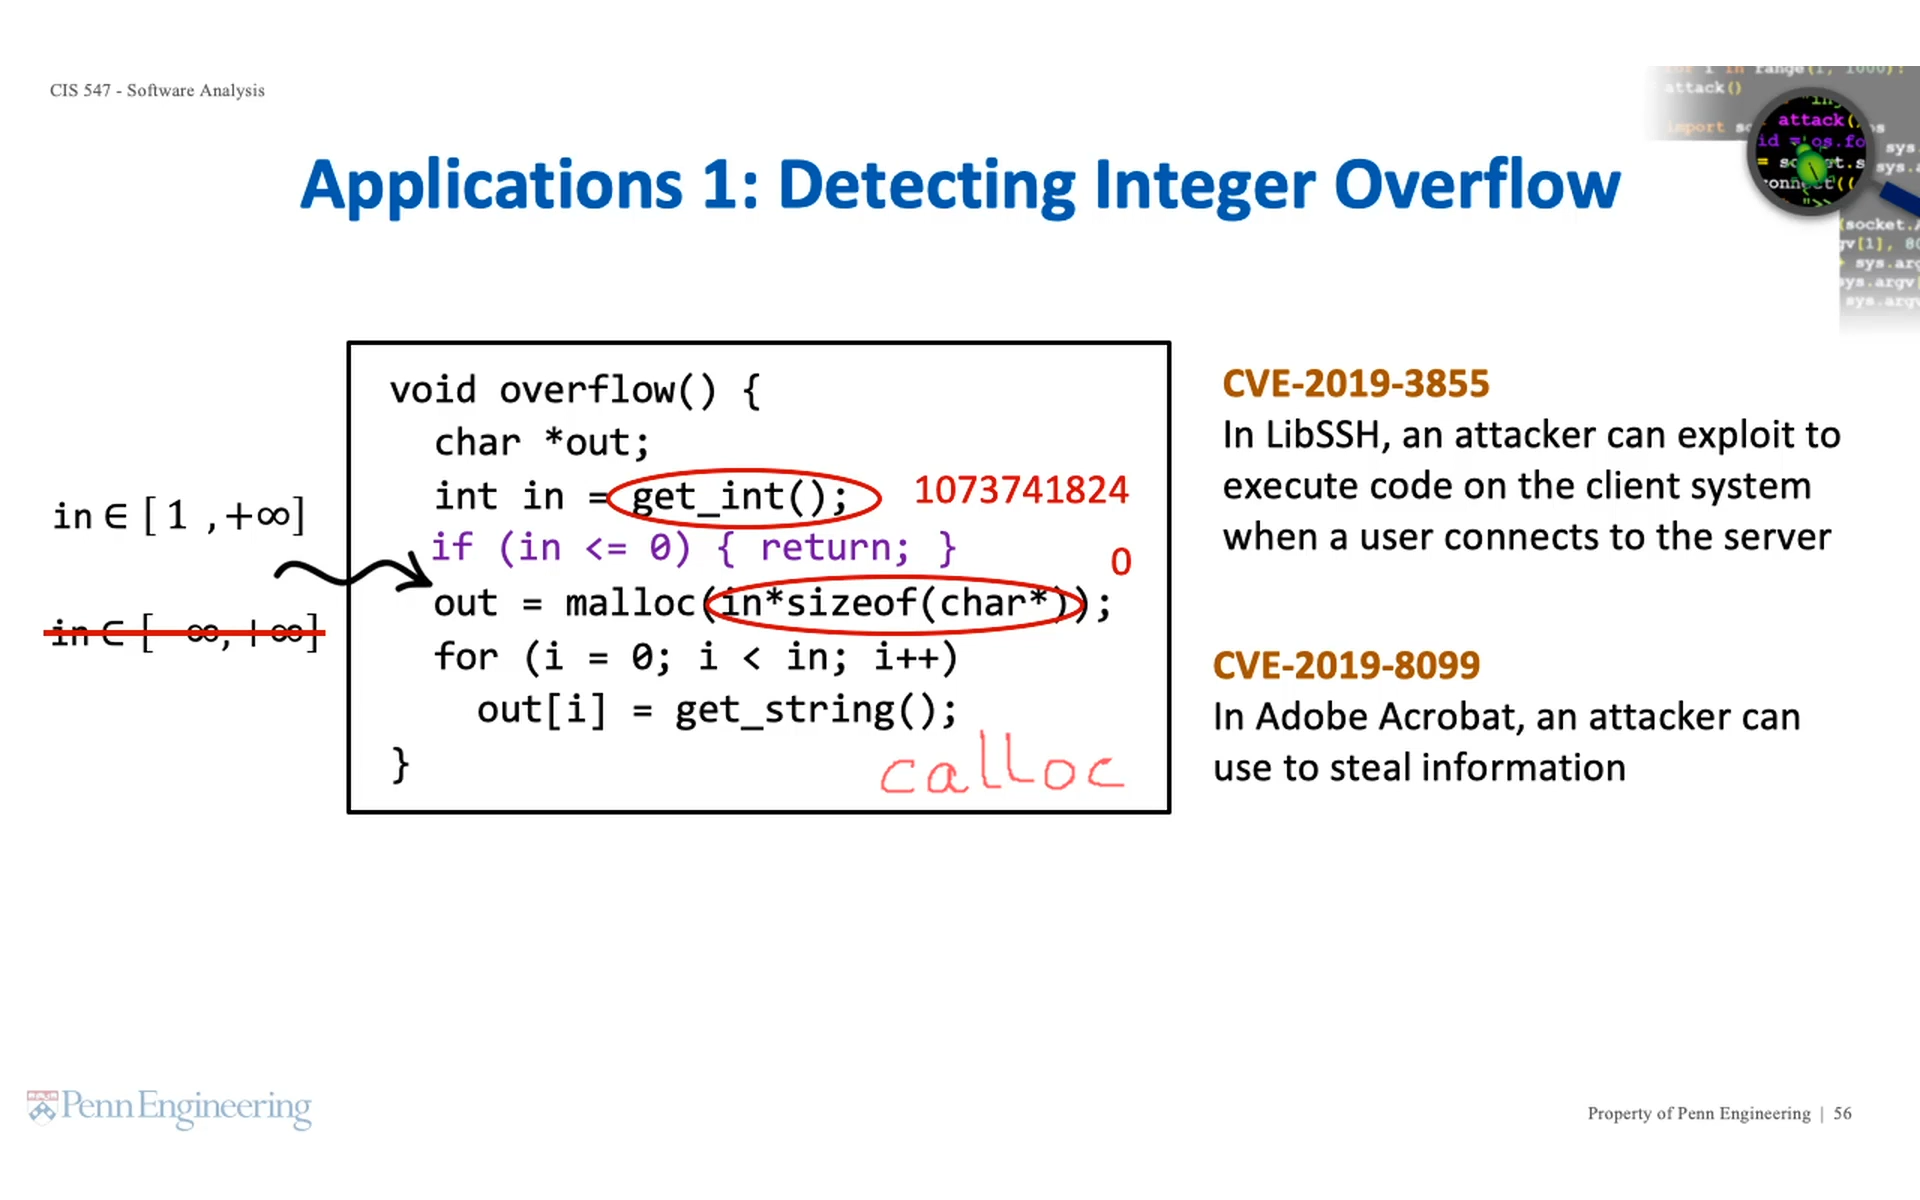 CIS 547 - Software Analysis
Applications 1: Detecting Integer Overflow
in ∈ [ 1 ,+∞]
in ∈ [-∞,+∞]
void overflow() {
char *out;
int in = get_int();
1073741824
if (in <= 0) { return; }
0
out = malloc(in*sizeof(char*));
for (i = 0; i < in; i++)
out[i] = get_string();
}
calloc
CVE-2019-3855
In LibSSH, an attacker can exploit to
execute code on the client system
when a user connects to the server
CVE-2019-8099
In Adobe Acrobat, an attacker can
use to steal information
attack()
import
attack(
Penn Engineering
Property of Penn Engineering | 56